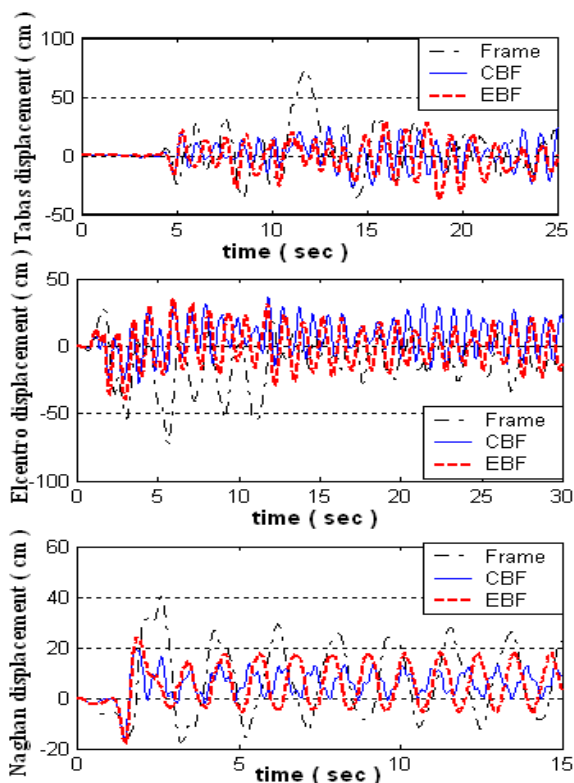 Tabas displacement ( cm )
100
50
0
-50
Frame
CBF
EBF
0 5 10 15 20 25
time ( sec )
Elcentro displacement ( cm )
50
0
-50
-100
Frame
CBF
EBF
0 5 10 15 20 25 30
time ( sec )
Naghan displacement ( cm )
60
40
20
0
-20
Frame
CBF
EBF
0 5 10 15
time ( sec )